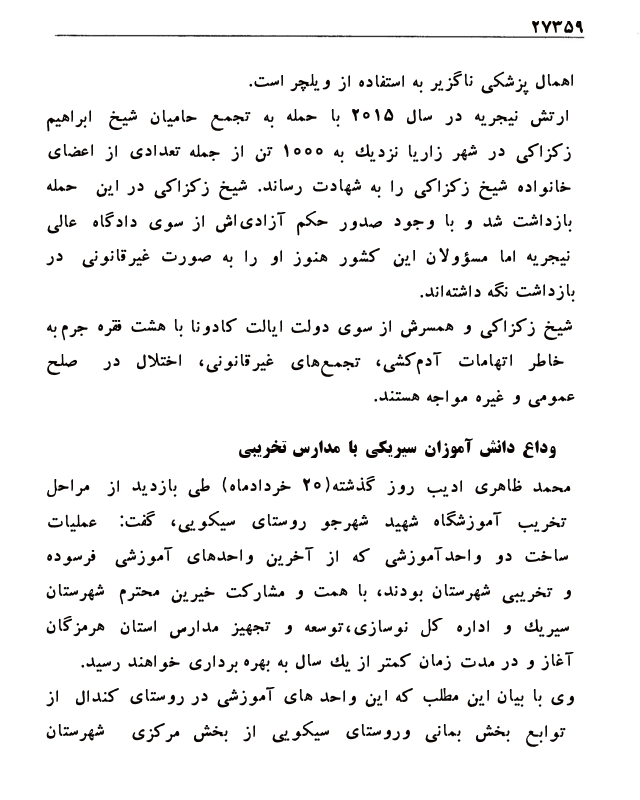 ۲۷۳۵۹
اهمال پزشکی ناگزیر به استفاده از ویلچر است.
ارتش نیجریه در سال ۲۰۱۵ با حمله به تجمع حامیان شیخ ابراهیم
زکزاکی در شهر زاریا نزدیك به ۱۰۰۰ تن از جمله تعدادی از اعضای
خانواده شیخ زکزاکی را به شهادت رساند. شیخ زکزاکی در این حمله
بازداشت شد و با وجود صدور حکم آزادی‌اش از سوی دادگاه عالی
نیجریه اما مسؤولان این کشور هنوز او را به صورت غیرقانونی در
بازداشت نگه داشته‌اند.
شیخ زکزاکی و همسرش از سوی دولت ایالت کادونا با هشت فقره جرم به
خاطر اتهامات آدم‌کشی، تجمع‌های غیرقانونی، اختلال در صلح
عمومی و غیره مواجه هستند.
وداع دانش آموزان سیریکی با مدارس تخریبی
محمد ظاهری ادیب روز گذشته(۲۰ خردادماه) طی بازدید از مراحل
تخریب آموزشگاه شهید شهرجو روستای سیکویی، گفت: عملیات
ساخت دو واحدآموزشی که از آخرین واحدهای آموزشی فرسوده
و تخریبی شهرستان بودند، با همت و مشارکت خیرین محترم شهرستان
سیریك و اداره کل نوسازی،توسعه و تجهیز مدارس استان هرمزگان
آغاز و در مدت زمان کمتر از یك سال به بهره برداری خواهند رسید.
وی با بیان این مطلب که این واحد های آموزشی در روستای کندال از
توابع بخش بمانی وروستای سیکویی از بخش مرکزی شهرستان